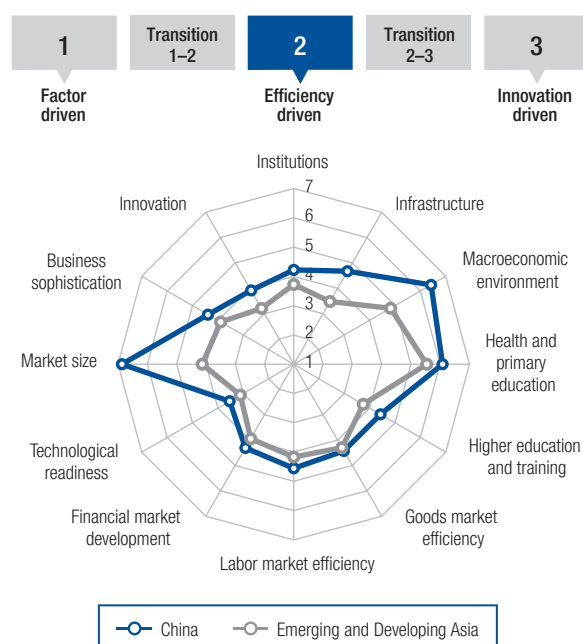 1
Transition
1–2
2
Transition
2–3
3
Factor
driven
Efficiency
driven
Innovation
driven
Institutions
7
6
5
4
3
2
1
Infrastructure
Macroeconomic
environment
Health and
primary
education
Higher education
and training
Goods market
efficiency
Labor market efficiency
Financial market
development
Technological
readiness
Market size
Business
sophistication
Innovation
China
Emerging and Developing Asia